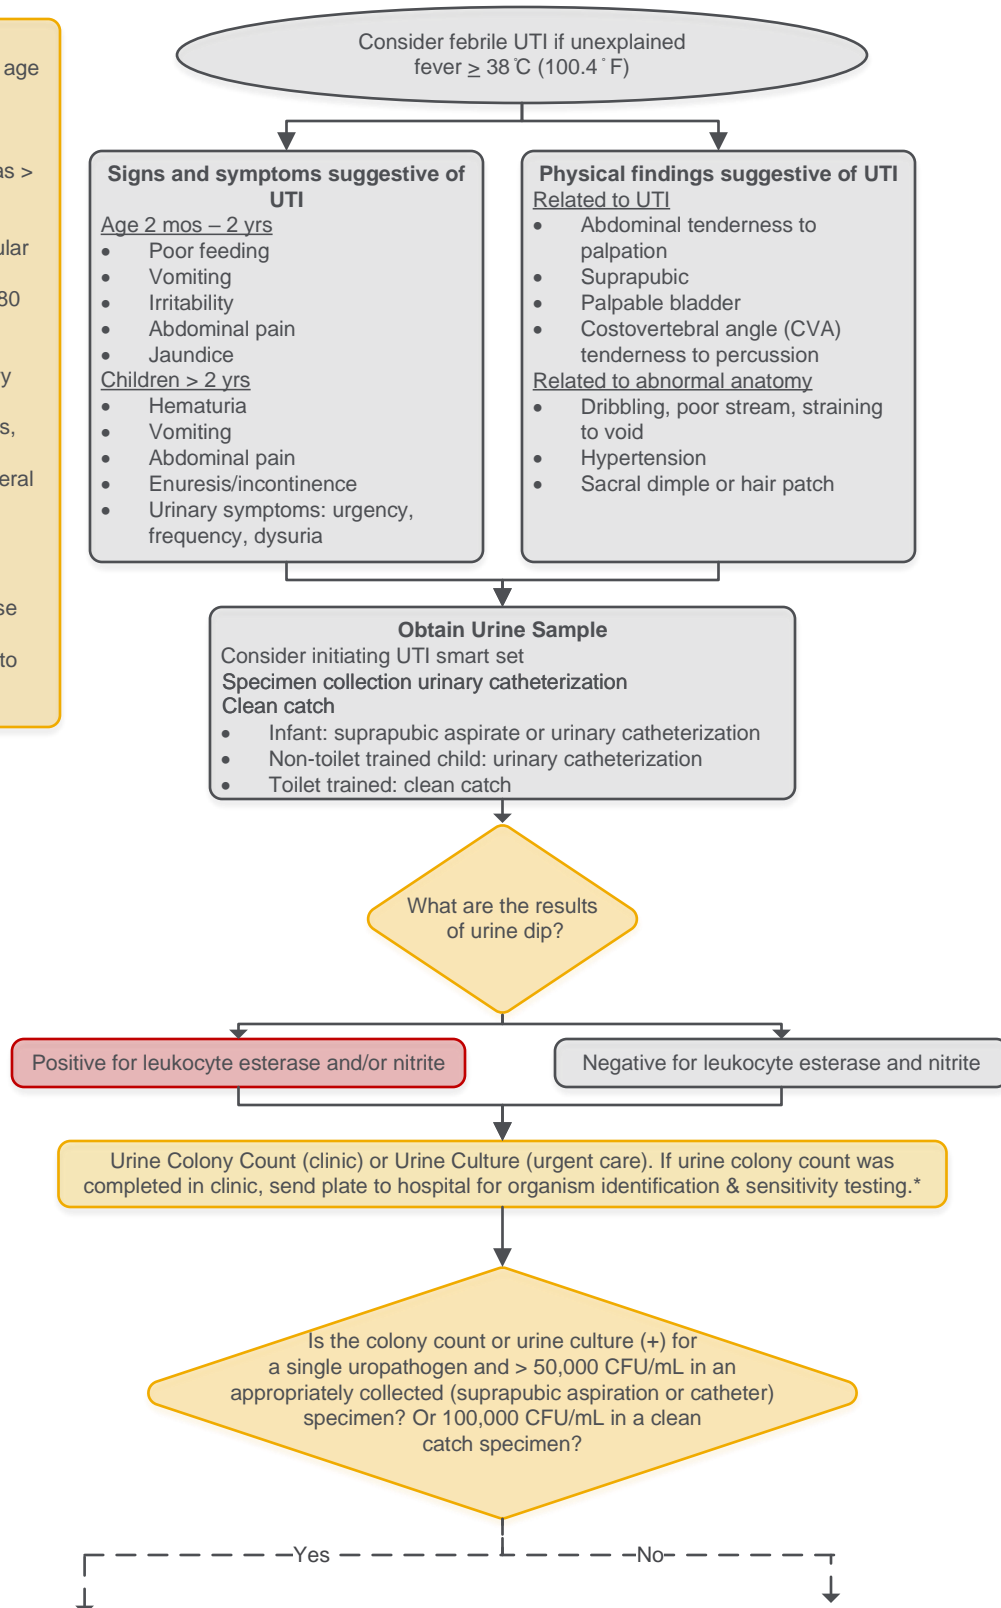 age
as >
ular
80
ry
s,
eral
se
to
Consider febrile UTI if unexplained
fever ≥ 38 ̊C (100.4 ̊ F)
Signs and symptoms suggestive of
UTI
Age 2 mos – 2 yrs
• Poor feeding
• Vomiting
• Irritability
• Abdominal pain
• Jaundice
Children > 2 yrs
• Hematuria
• Vomiting
• Abdominal pain
• Enuresis/incontinence
• Urinary symptoms: urgency,
frequency, dysuria
Physical findings suggestive of UTI
Related to UTI
• Abdominal tenderness to
palpation
• Suprapubic
• Palpable bladder
• Costovertebral angle (CVA)
tenderness to percussion
Related to abnormal anatomy
• Dribbling, poor stream, straining
to void
• Hypertension
• Sacral dimple or hair patch
Obtain Urine Sample
Consider initiating UTI smart set
Specimen collection urinary catheterization
Clean catch
• Infant: suprapubic aspirate or urinary catheterization
• Non-toilet trained child: urinary catheterization
• Toilet trained: clean catch
What are the results
of urine dip?
Positive for leukocyte esterase and/or nitrite
Negative for leukocyte esterase and nitrite
Urine Colony Count (clinic) or Urine Culture (urgent care). If urine colony count was
completed in clinic, send plate to hospital for organism identification & sensitivity testing.*
Is the colony count or urine culture (+) for
a single uropathogen and > 50,000 CFU/mL in an
appropriately collected (suprapubic aspiration or catheter)
specimen? Or 100,000 CFU/mL in a clean
catch specimen?
Yes
No